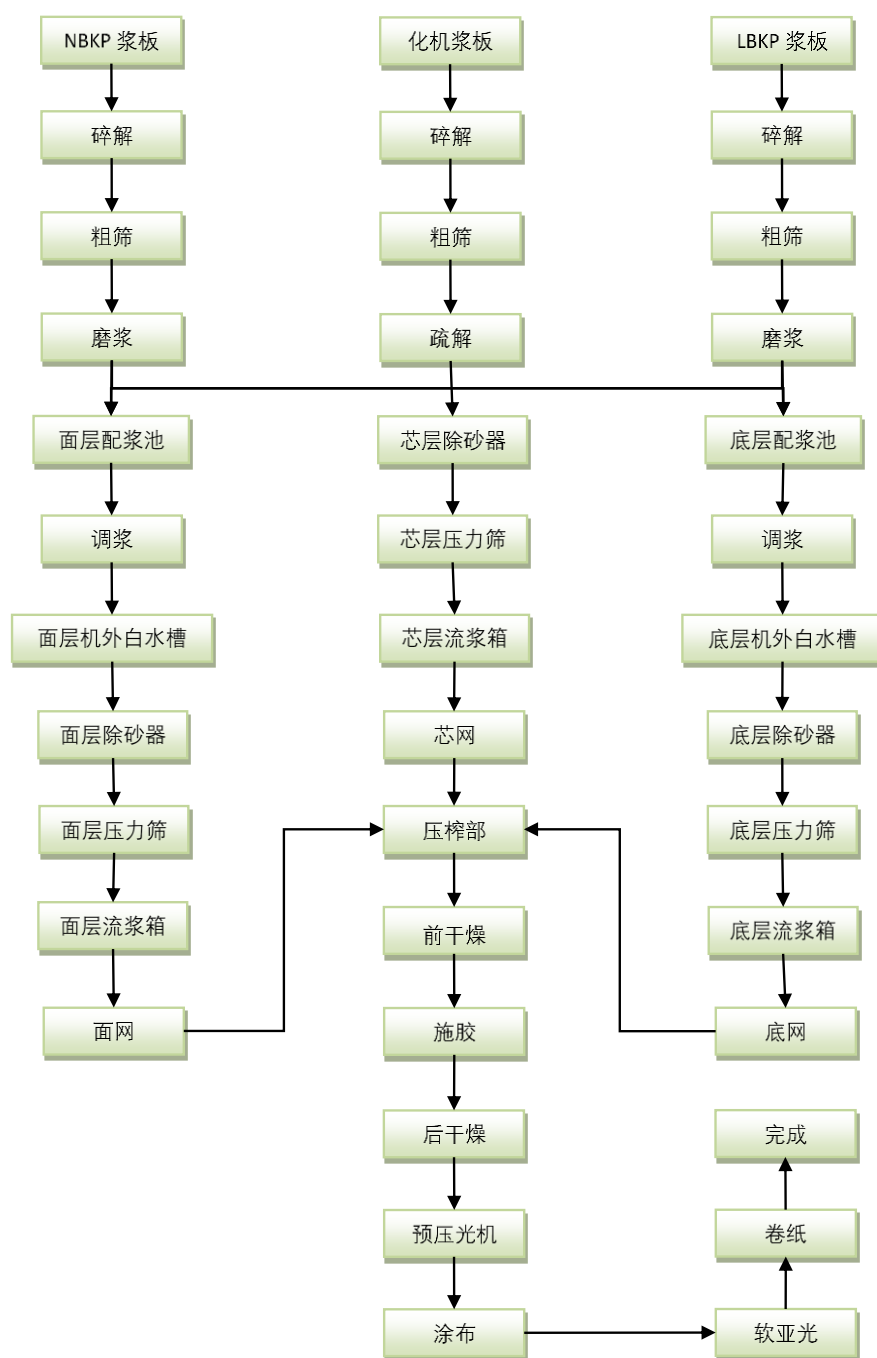 NBKP 浆板
化机浆板
LBKP 浆板
碎解
碎解
碎解
粗筛
粗筛
粗筛
磨浆
疏解
磨浆
面层配浆池
芯层除砂器
底层配浆池
调浆
芯层压力筛
调浆
面层机外白水槽
芯层流浆箱
底层机外白水槽
面层除砂器
芯网
底层除砂器
面层压力筛
压榨部
底层压力筛
面层流浆箱
前干燥
底层流浆箱
面网
施胶
底网
后干燥
完成
预压光机
卷纸
涂布
软亚光